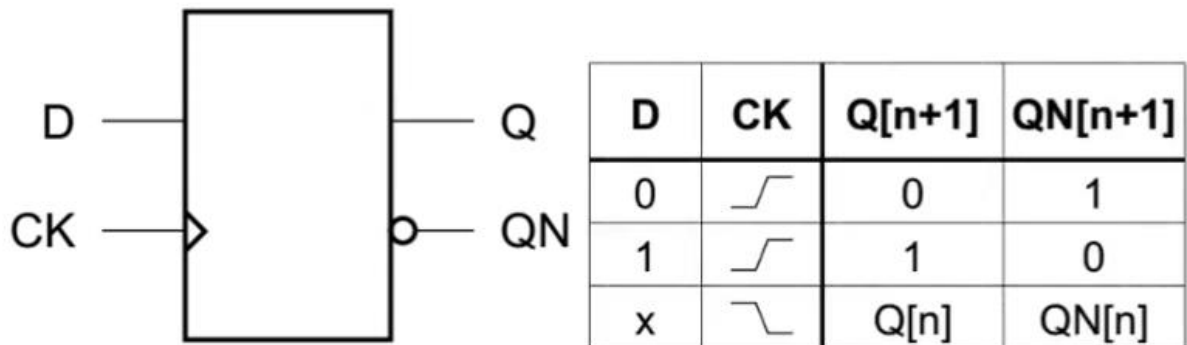 D
Q
CK
QN
D CK Q[n+1] QN[n+1]
0 0 1
1 1 0
x Q[n] QN[n]